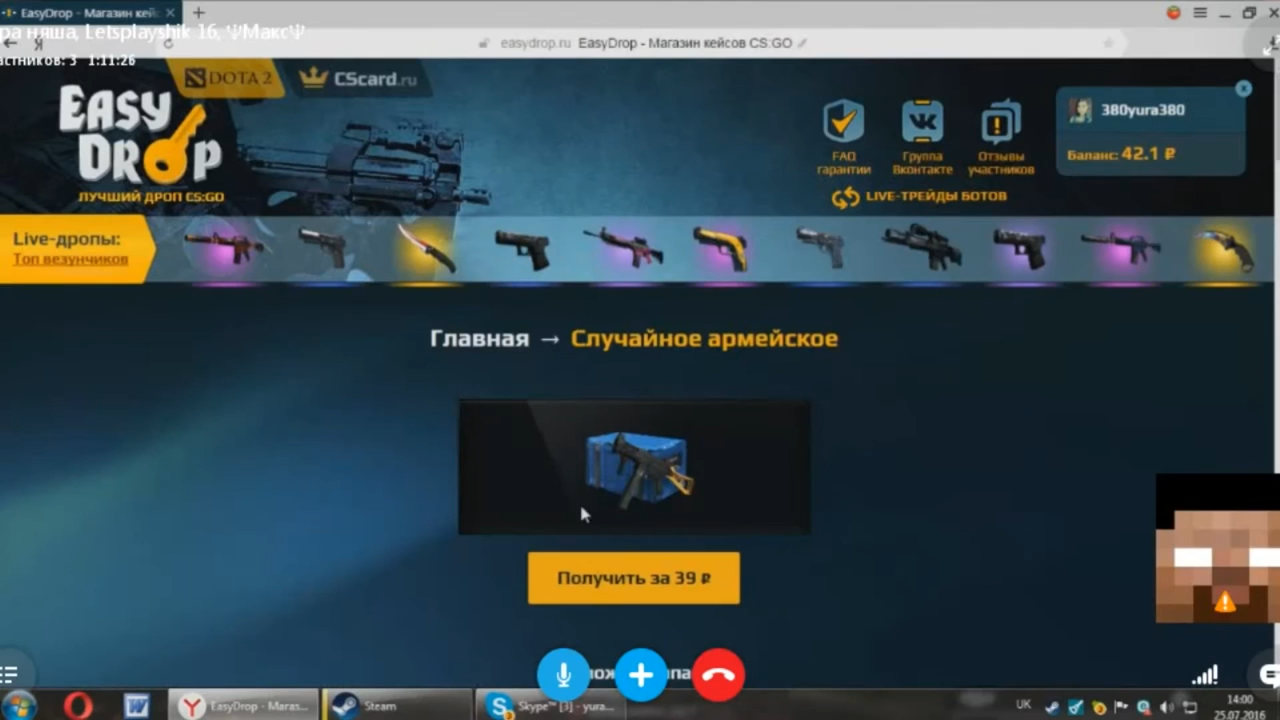 EasyDrop - Магазин кей
ра няша, Letsplayshik 16, ЧМаксЧ
астников: 3 1:11:26
easydrop.ru EasyDrop - Магазин кейсов CS:GO
DOTA 2
CScard.ru
EASY
DROP
ЛУЧШИЙ ДРОП CS:GO
FAQ
гарантии
Группа
Вконтакте
Отзывы
участников
LIVE-ТРЕЙДЫ БОТОВ
380yura380
Баланс: 42.1 ₽
Live-дропы:
Топ везунчиков
Главная → Случайное армейское
Получить за 39 ₽
EasyDrop - Магаз...
Steam
Skype™ [3] - yura...
UK
14:00
25.07.2016